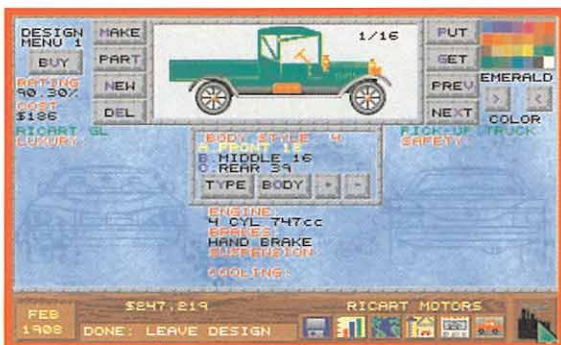 DESIGN
MENU 1
BUY
RATING
90.30%
COST
$186
MAKE
PART
NEW
DEL
1/16
PUT
GET
PREV
NEXT
EMERALD
> <
COLOR
RICART GL
LUXURY:
BODY STYLE 4
A.FRONT 12
B.MIDDLE 16
C.REAR 39
TYPE BODY + -
PICK-UP TRUCK
SAFETY:
ENGINE:
4 CYL 747cc
BRAKES:
HAND BRAKE
SUSPENSION
COOLING:
FEB
1908
$247,219
RICART MOTORS
DONE: LEAVE DESIGN